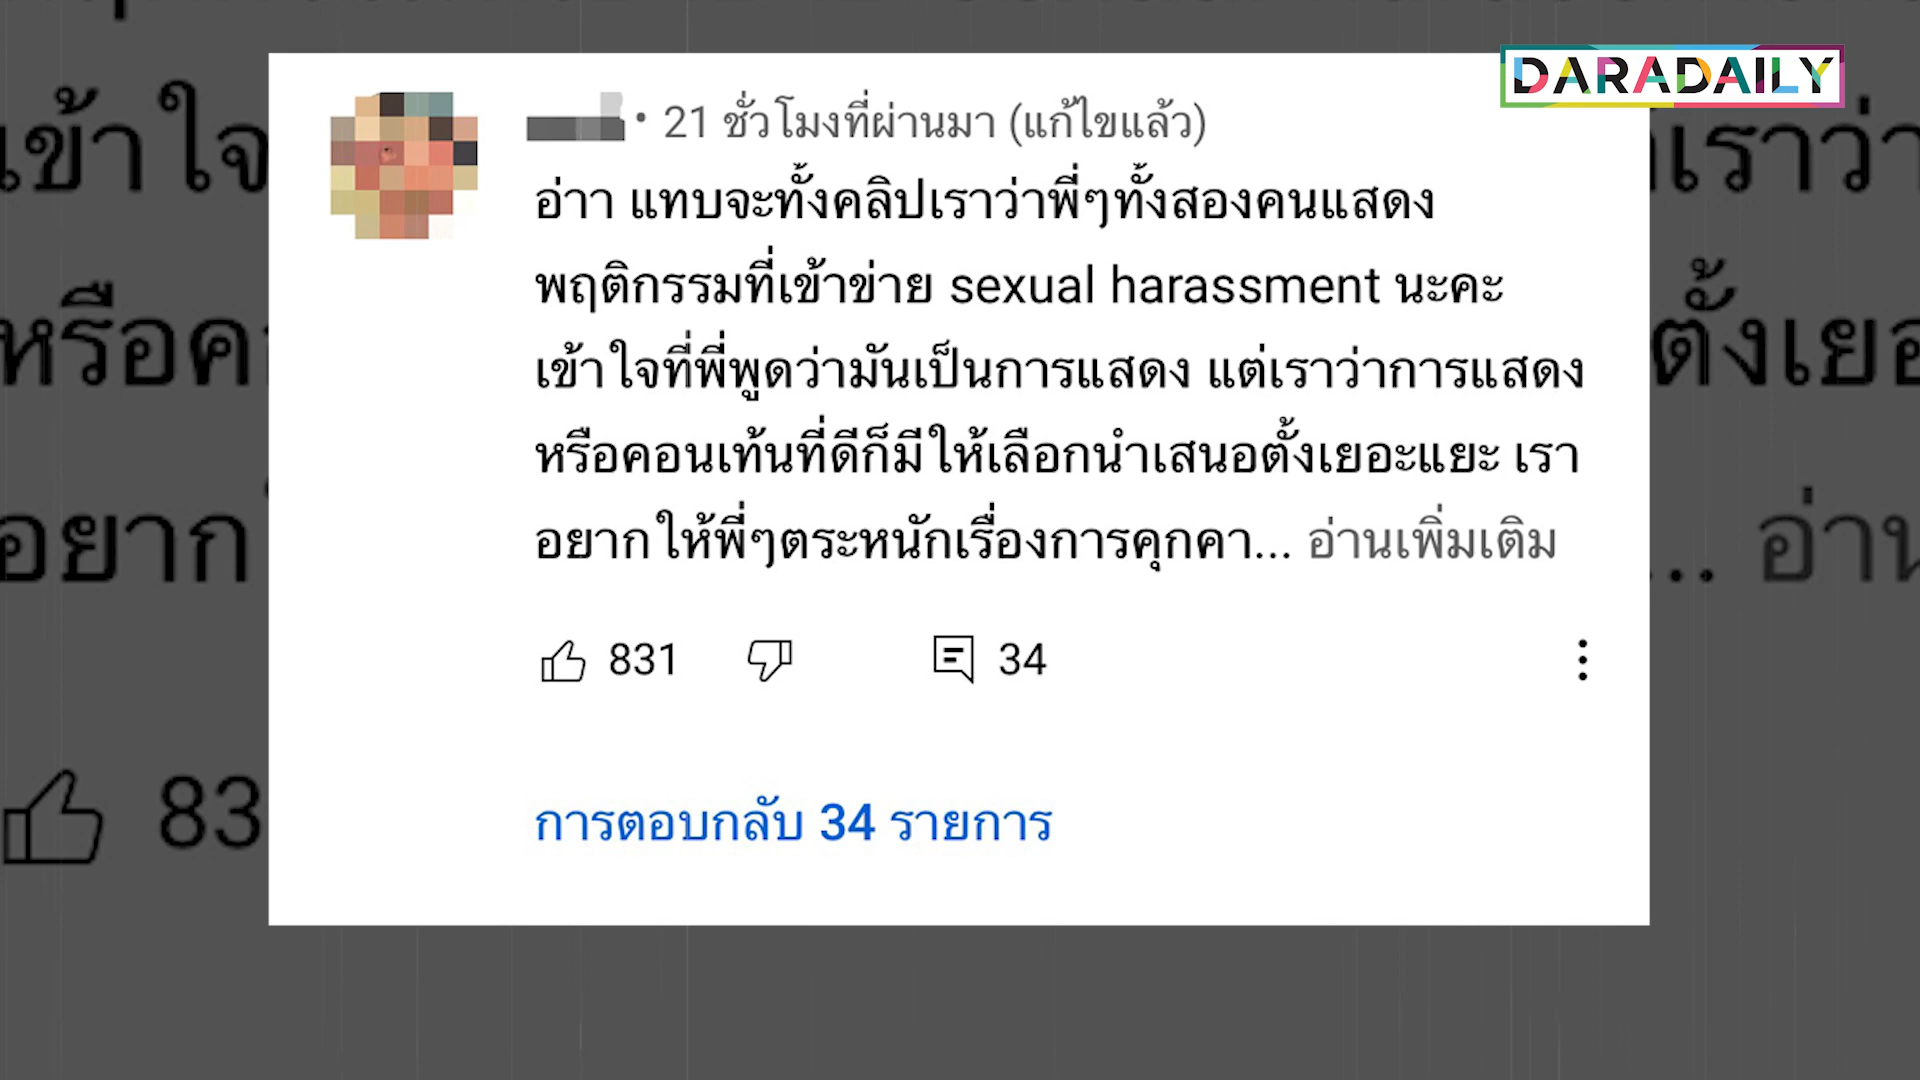 DARADAILY
• 21 ชั่วโมงที่ผ่านมา (แก้ไขแล้ว)
อ่าา แทบจะทั้งคลิปเราว่าพี่ๆทั้งสองคนแสดง
พฤติกรรมที่เข้าข่าย sexual harassment นะคะ
เข้าใจที่พี่พูดว่ามันเป็นการแสดง แต่เราว่าการแสดง
หรือคอนเท้นที่ดีก็มีให้เลือกนำเสนอตั้งเยอะแยะ เรา
อยากให้พี่ๆตระหนักเรื่องการคุกคา... อ่านเพิ่มเติม
831 34
การตอบกลับ 34 รายการ